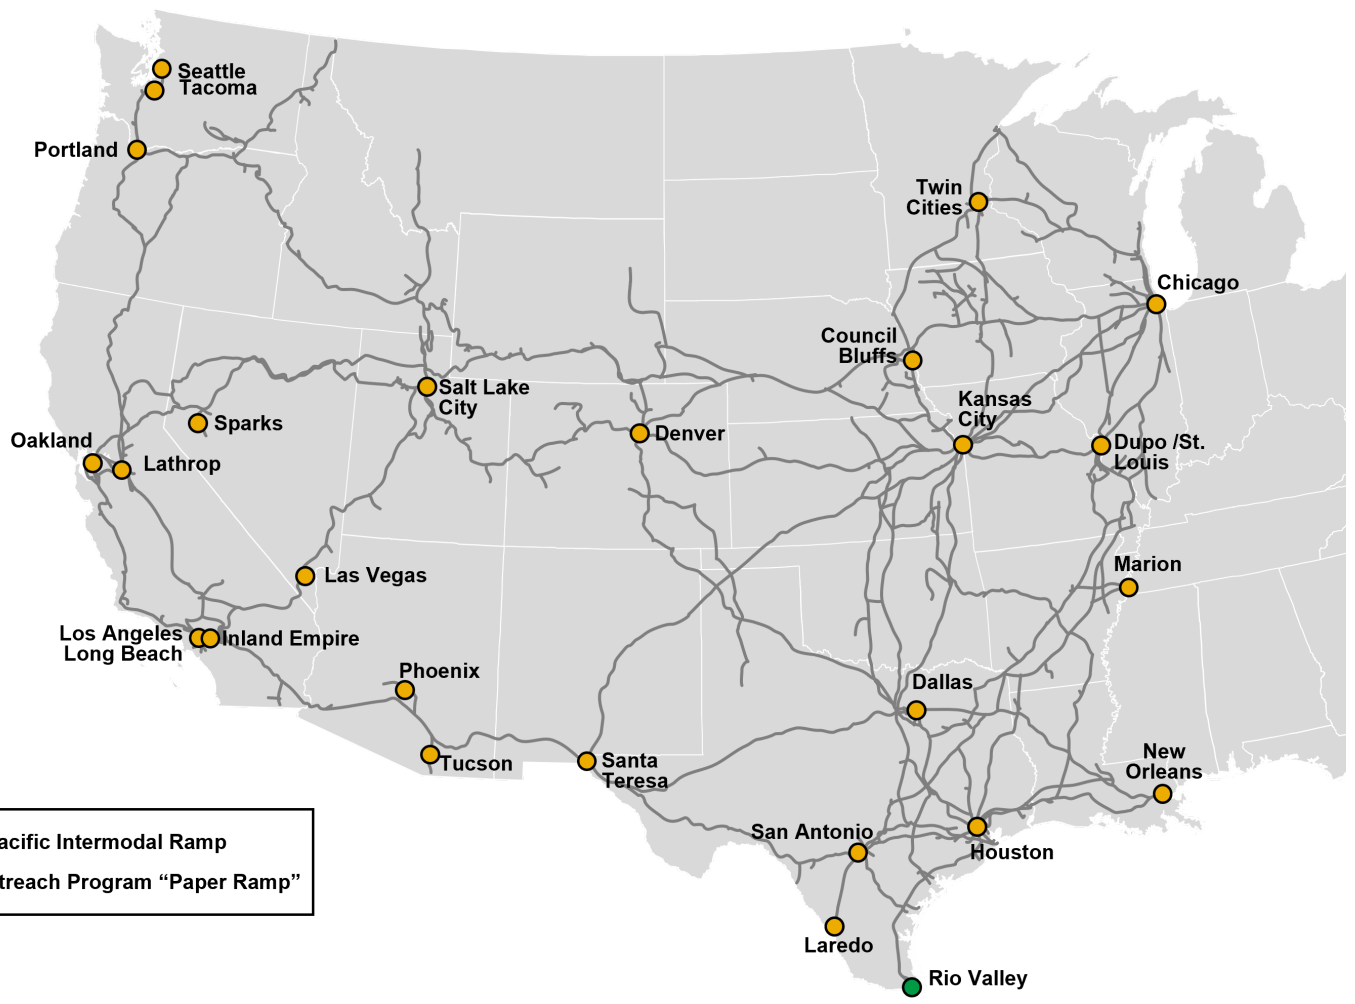 Seattle
Tacoma
Portland
Twin
Cities
Chicago
Council
Bluffs
Salt Lake
City
Kansas
City
Sparks
Denver
Oakland
Lathrop
Dupo /St.
Louis
Las Vegas
Marion
Los Angeles
Long Beach
Inland Empire
Phoenix
Dallas
Tucson
Santa
Teresa
New
Orleans
San Antonio
Houston
acific Intermodal Ramp
treach Program “Paper Ramp”
Laredo
Rio Valley